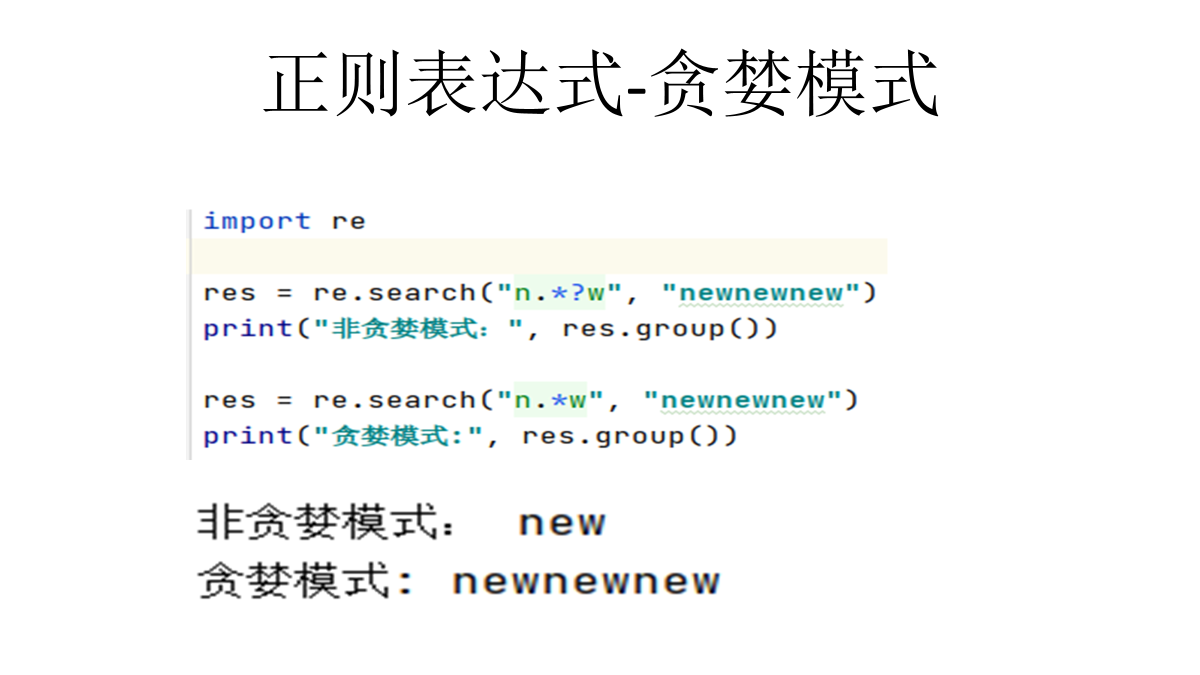 正则表达式-贪婪模式
import re
res = re.search("n.*?w", "newnewnew")
print("非贪婪模式：", res.group())
res = re.search("n.*w", "newnewnew")
print("贪婪模式:", res.group())
非贪婪模式： new
贪婪模式: newnewnew